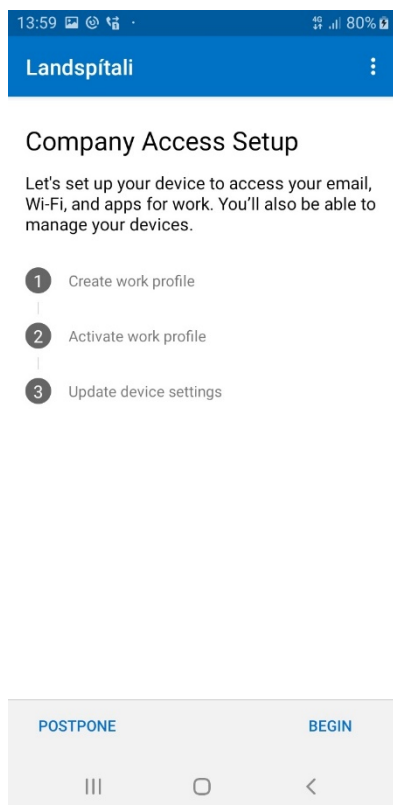 13:59 4G 80%
Landspítali
Company Access Setup
Let's set up your device to access your email,
Wi-Fi, and apps for work. You'll also be able to
manage your devices.
1 Create work profile
2 Activate work profile
3 Update device settings
POSTPONE BEGIN